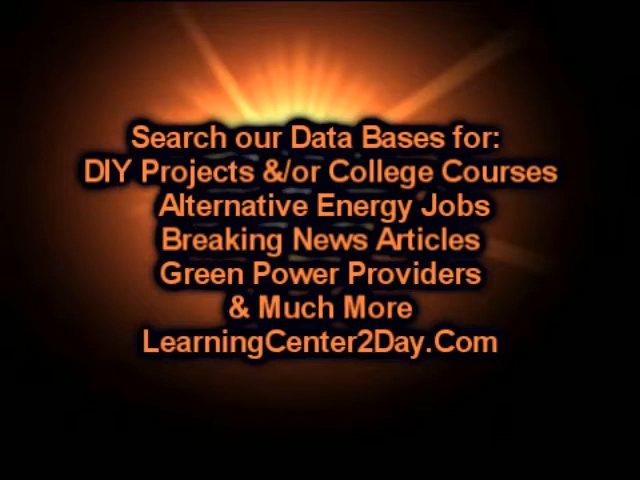 Search our Data Bases for:
DIY Projects &/or College Courses
Alternative Energy Jobs
Breaking News Articles
Green Power Providers
& Much More
LearningCenter2Day.Com